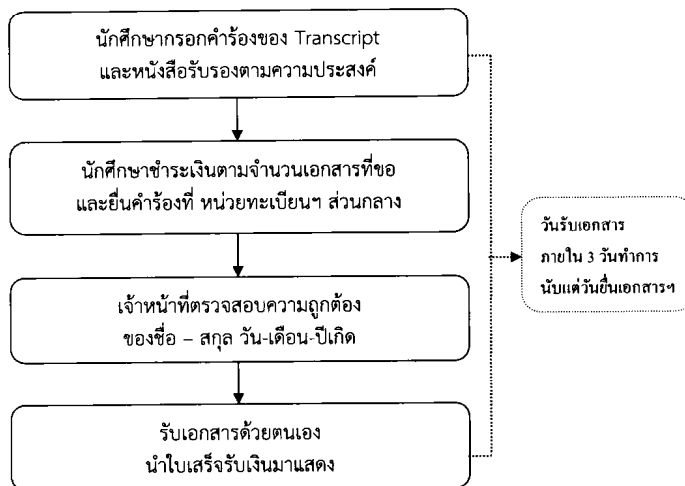 นักศึกษากรอกคำร้องของ Transcript
และหนังสือรับรองตามความประสงค์
นักศึกษาชำระเงินตามจำนวนเอกสารที่ขอ
และยื่นคำร้องที่ หน่วยทะเบียนฯ ส่วนกลาง
วันรับเอกสาร
ภายใน 3 วันทำการ
นับแต่วันยื่นเอกสารฯ
เจ้าหน้าที่ตรวจสอบความถูกต้อง
ของชื่อ – สกุล วัน-เดือน-ปีเกิด
รับเอกสารด้วยตนเอง
นำใบเสร็จรับเงินมาแสดง